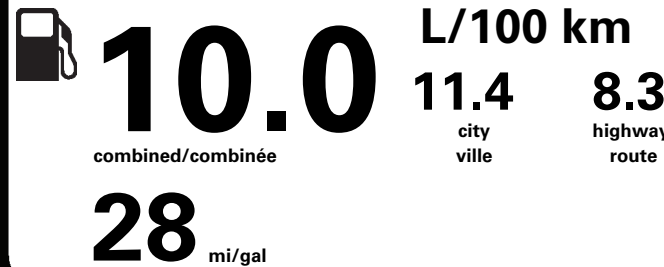 10.0
combined/combinée
L/100 km
11.4
city
ville
8.3
highway
route
28 mi/gal